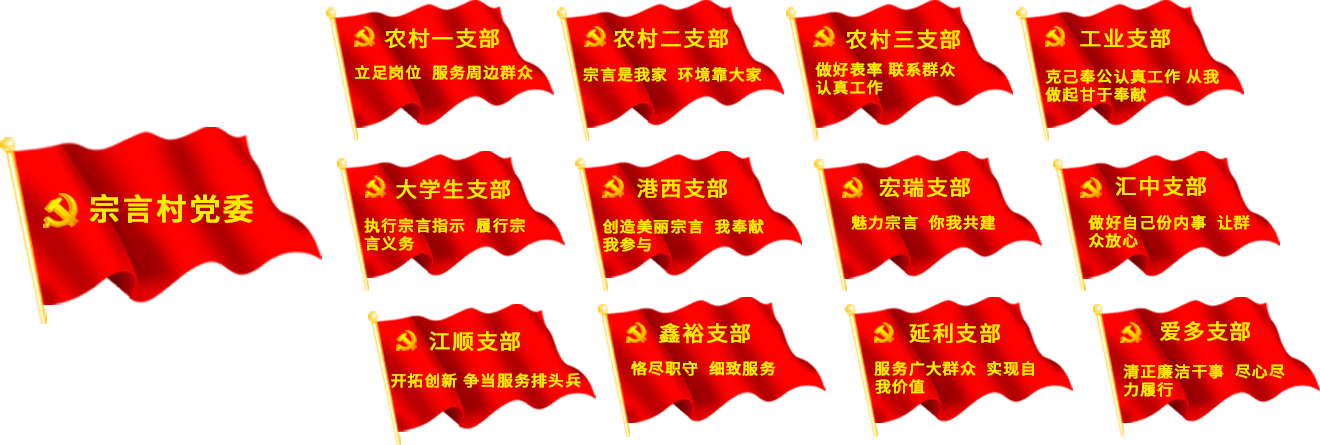 宗言村党委
农村一支部
立足岗位 服务周边群众
农村二支部
宗言是我家 环境靠大家
农村三支部
做好表率 联系群众
认真工作
工业支部
克己奉公认真工作 从我
做起甘于奉献
大学生支部
执行宗言指示 履行宗
言义务
港西支部
创造美丽宗言 我奉献
我参与
宏瑞支部
魅力宗言 你我共建
汇中支部
做好自己份内事 让群
众放心
江顺支部
开拓创新 争当服务排头兵
鑫裕支部
恪尽职守 细致服务
延利支部
服务广大群众 实现自
我价值
爱多支部
清正廉洁干事 尽心尽
力履行